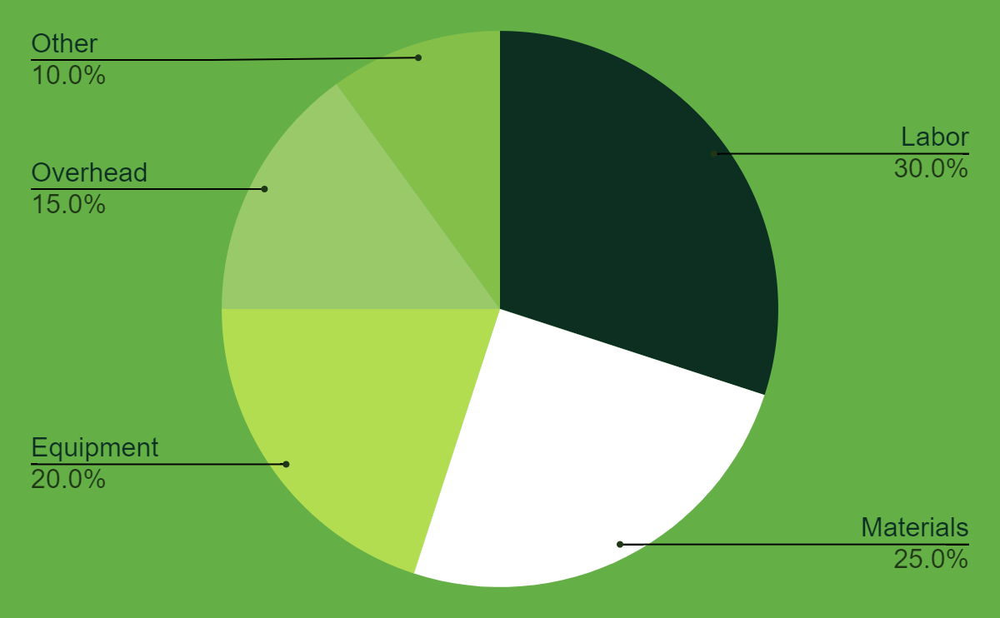 Other
10.0%
Labor
30.0%
Overhead
15.0%
Equipment
20.0%
Materials
25.0%